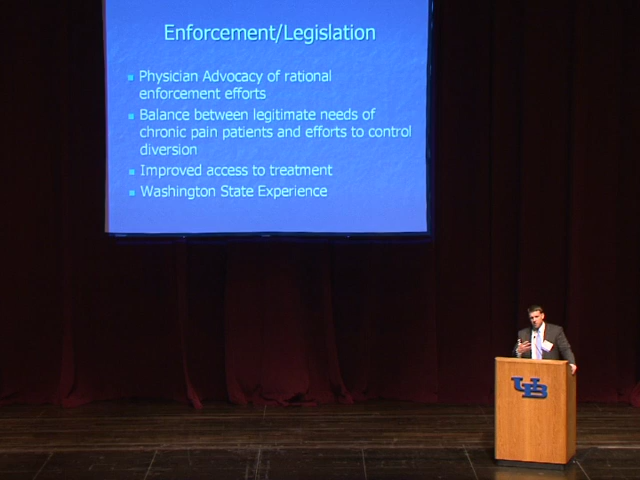 Enforcement/Legislation
Physician Advocacy of rational
enforcement efforts
Balance between legitimate needs of
chronic pain patients and efforts to control
diversion
Improved access to treatment
Washington State Experience
UB